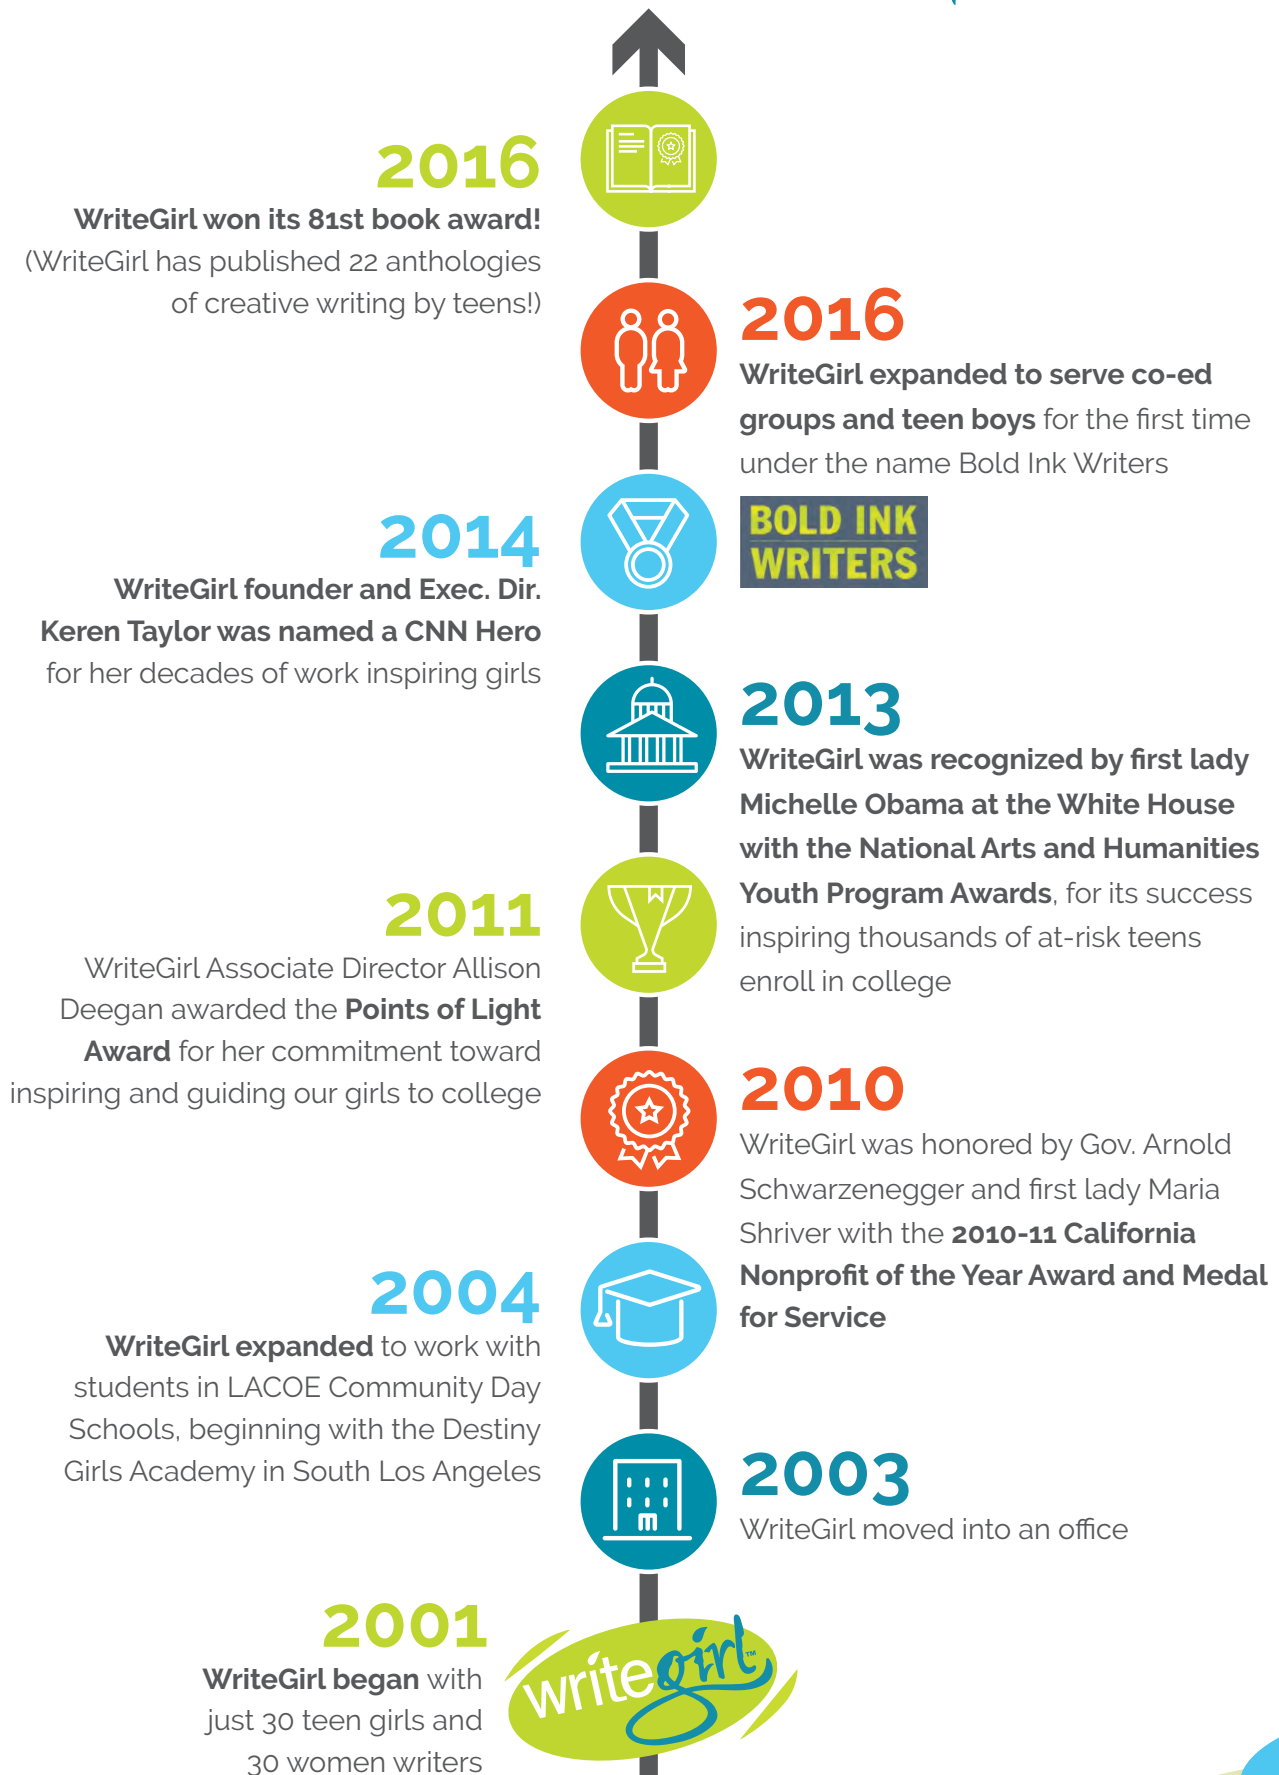 2016
WriteGirl won its 81st book award!
(WriteGirl has published 22 anthologies
of creative writing by teens!)
2016
WriteGirl expanded to serve co-ed
groups and teen boys for the first time
under the name Bold Ink Writers
BOLD INK
WRITERS
2014
WriteGirl founder and Exec. Dir.
Keren Taylor was named a CNN Hero
for her decades of work inspiring girls
2013
WriteGirl was recognized by first lady
Michelle Obama at the White House
with the National Arts and Humanities
Youth Program Awards, for its success
inspiring thousands of at-risk teens
enroll in college
2011
WriteGirl Associate Director Allison
Deegan awarded the Points of Light
Award for her commitment toward
inspiring and guiding our girls to college
2010
WriteGirl was honored by Gov. Arnold
Schwarzenegger and first lady Maria
Shriver with the 2010-11 California
Nonprofit of the Year Award and Medal
for Service
2004
WriteGirl expanded to work with
students in LACOE Community Day
Schools, beginning with the Destiny
Girls Academy in South Los Angeles
2003
WriteGirl moved into an office
2001
WriteGirl began with
just 30 teen girls and
30 women writers
writegirl™